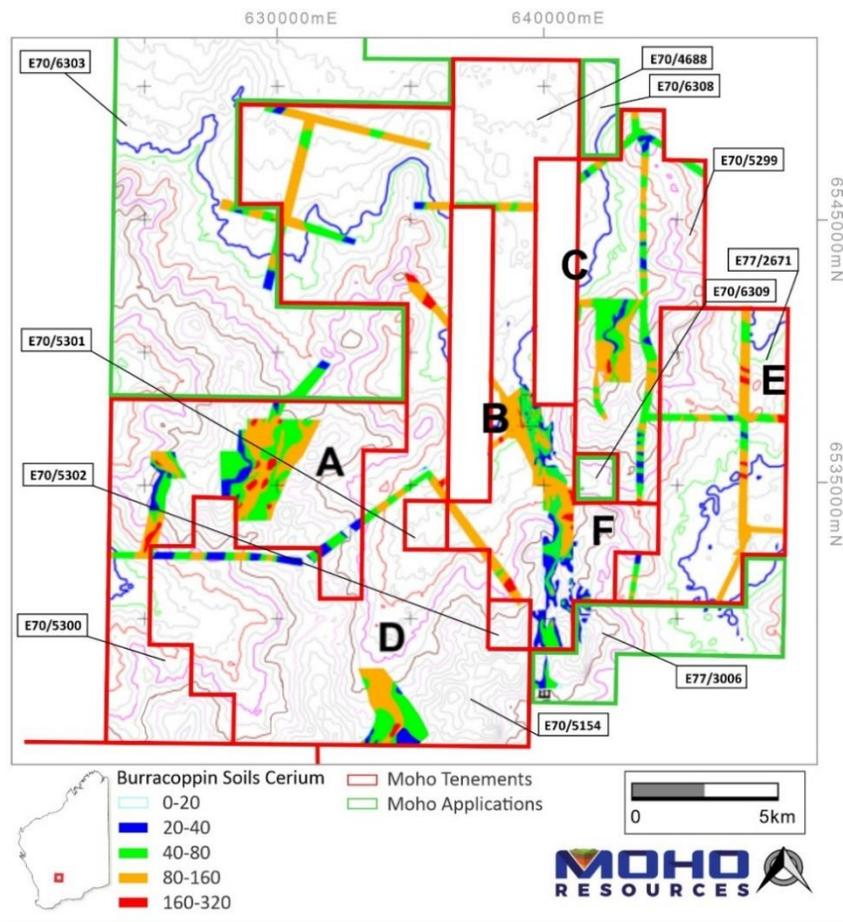 630000mE
640000mE
E70/6303
E70/4688
E70/6308
E70/5299
6545000mN
E77/2671
C
E70/6309
E70/5301
E
B
A
E70/5302
6535000mN
F
D
E70/5300
E77/3006
E
E70/5154
Burracoppin Soils Cerium
0-20
20-40
40-80
80-160
160-320
Moho Tenements
Moho Applications
0
5km
MOHO
RESOURCES